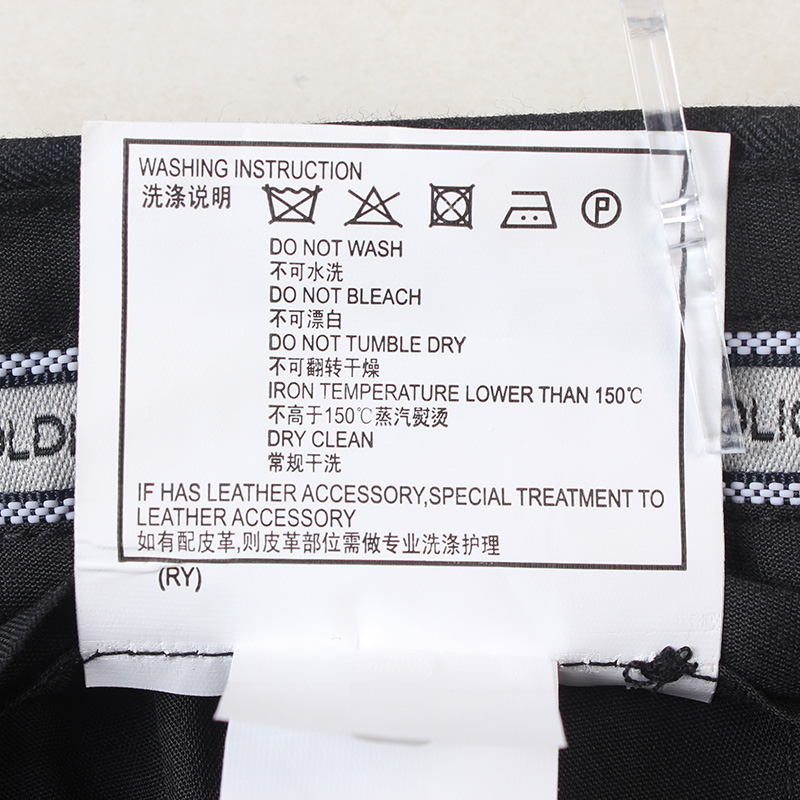 WASHING INSTRUCTION
洗涤说明
P
DO NOT WASH
不可水洗
DO NOT BLEACH
不可漂白
DO NOT TUMBLE DRY
不可翻转干燥
IRON TEMPERATURE LOWER THAN 150℃
不高于150℃蒸汽熨烫
DRY CLEAN
常规干洗
IF HAS LEATHER ACCESSORY,SPECIAL TREATMENT TO
LEATHER ACCESSORY
如有配皮革,则皮革部位需做专业洗涤护理
(RY)